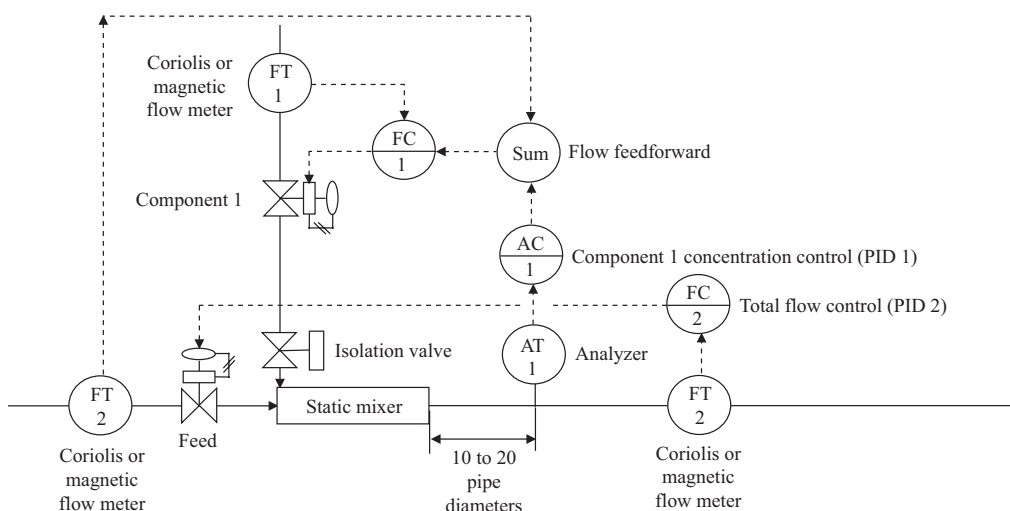 Coriolis or
magnetic
flow meter
FT
1
FC
1
Sum
Flow feedforward
Component 1
AC
1
Component 1 concentration control (PID 1)
FC
2
Total flow control (PID 2)
Isolation valve
AT
1
Analyzer
FT
2
Feed
Static mixer
FT
2
Coriolis or
magnetic
flow meter
10 to 20
pipe
diameters
Coriolis or
magnetic
flow meter